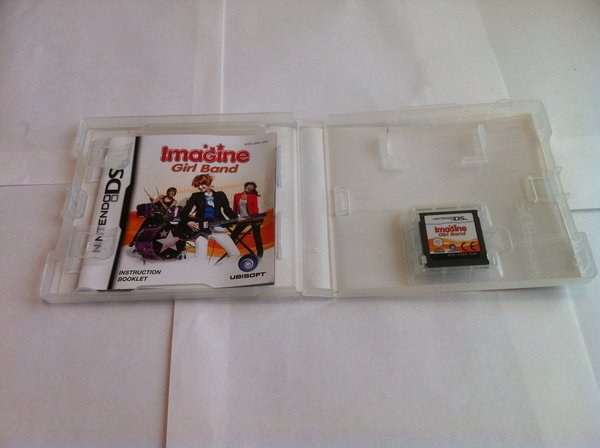 NINTENDO DS
Imagine
Girl Band
INSTRUCTION
BOOKLET
UBISOFT
NINTENDO DS
Imagine
Girl Band